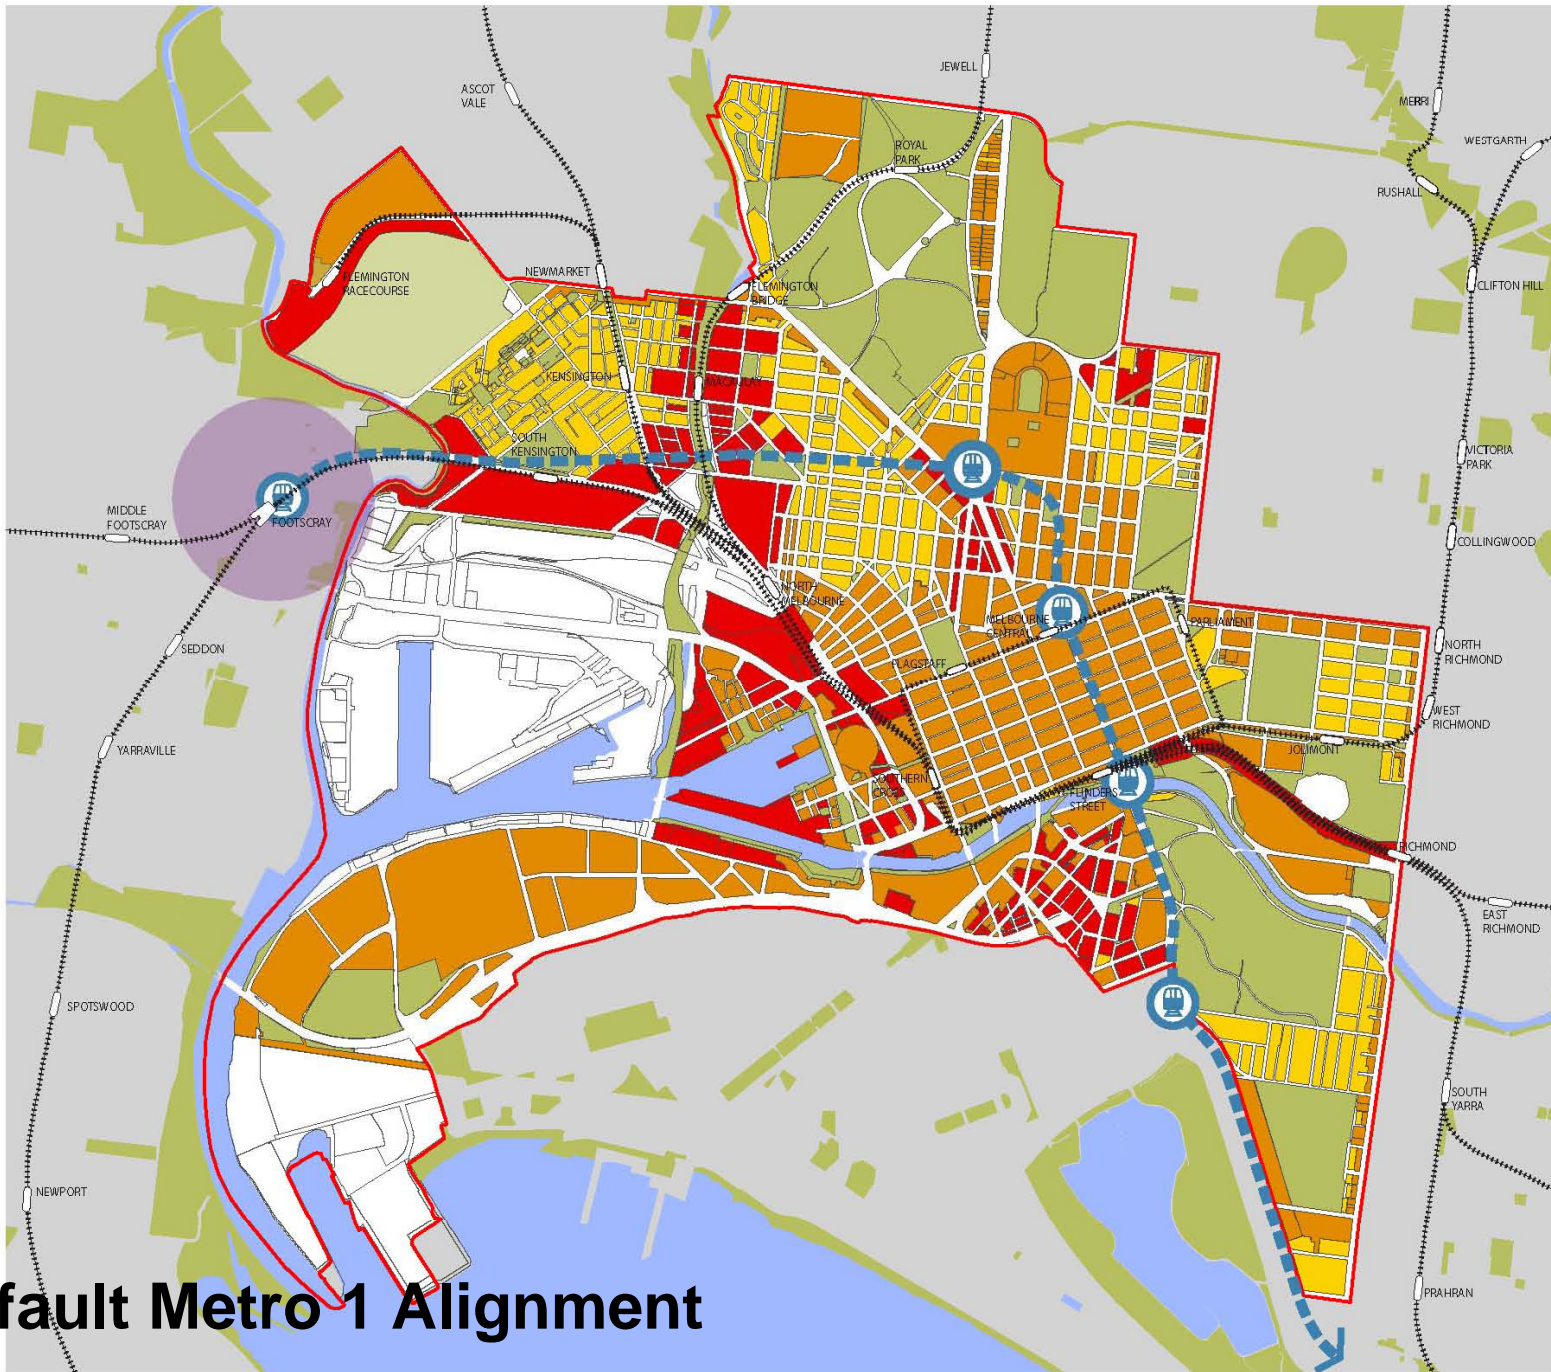 JEWELL
ASCOT
VALE
MERRI
WESTGARTH
ROYAL
PARK
RUSHALL
FLEMINGTON
RACECOURSE
NEWMARKET
FLEMINGTON
BRIDGE
CLIFTON HILL
KENSINGTON
MACAULAY
SOUTH
KENSINGTON
VICTORIA
PARK
MIDDLE
FOOTSCRAY
FOOTSCRAY
COLLINGWOOD
NORTH
MELBOURNE
MELBOURNE
CENTRAL
PARLIAMENT
SEDDON
FLAGSTAFF
NORTH
RICHMOND
WEST
RICHMOND
YARRAVILLE
JOLIMONT
SOUTHERN
CROSS
FLINDERS
STREET
RICHMOND
EAST
RICHMOND
SPOTSWOOD
SOUTH
YARRA
NEWPORT
PRAHRAN
fault Metro 1 Alignment